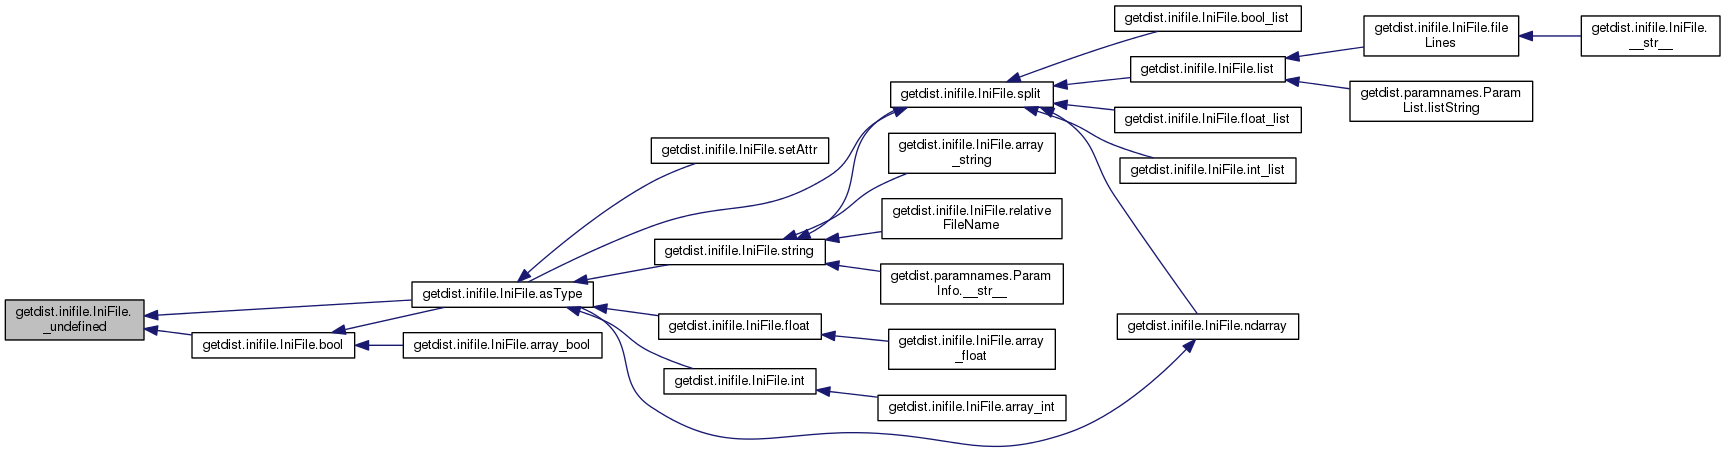 getdist.inifile.IniFile.
_undefined
getdist.inifile.IniFile.bool
getdist.inifile.IniFile.asType
getdist.inifile.IniFile.array_bool
getdist.inifile.IniFile.setAttr
getdist.inifile.IniFile.string
getdist.inifile.IniFile.float
getdist.inifile.IniFile.int
getdist.inifile.IniFile.split
getdist.inifile.IniFile.array
_string
getdist.inifile.IniFile.relative
FileName
getdist.paramnames.Param
Info.__str__
getdist.inifile.IniFile.array
_float
getdist.inifile.IniFile.array_int
getdist.inifile.IniFile.bool_list
getdist.inifile.IniFile.list
getdist.inifile.IniFile.float_list
getdist.inifile.IniFile.int_list
getdist.inifile.IniFile.ndarray
getdist.inifile.IniFile.file
Lines
getdist.paramnames.Param
List.listString
getdist.inifile.IniFile.
__str__